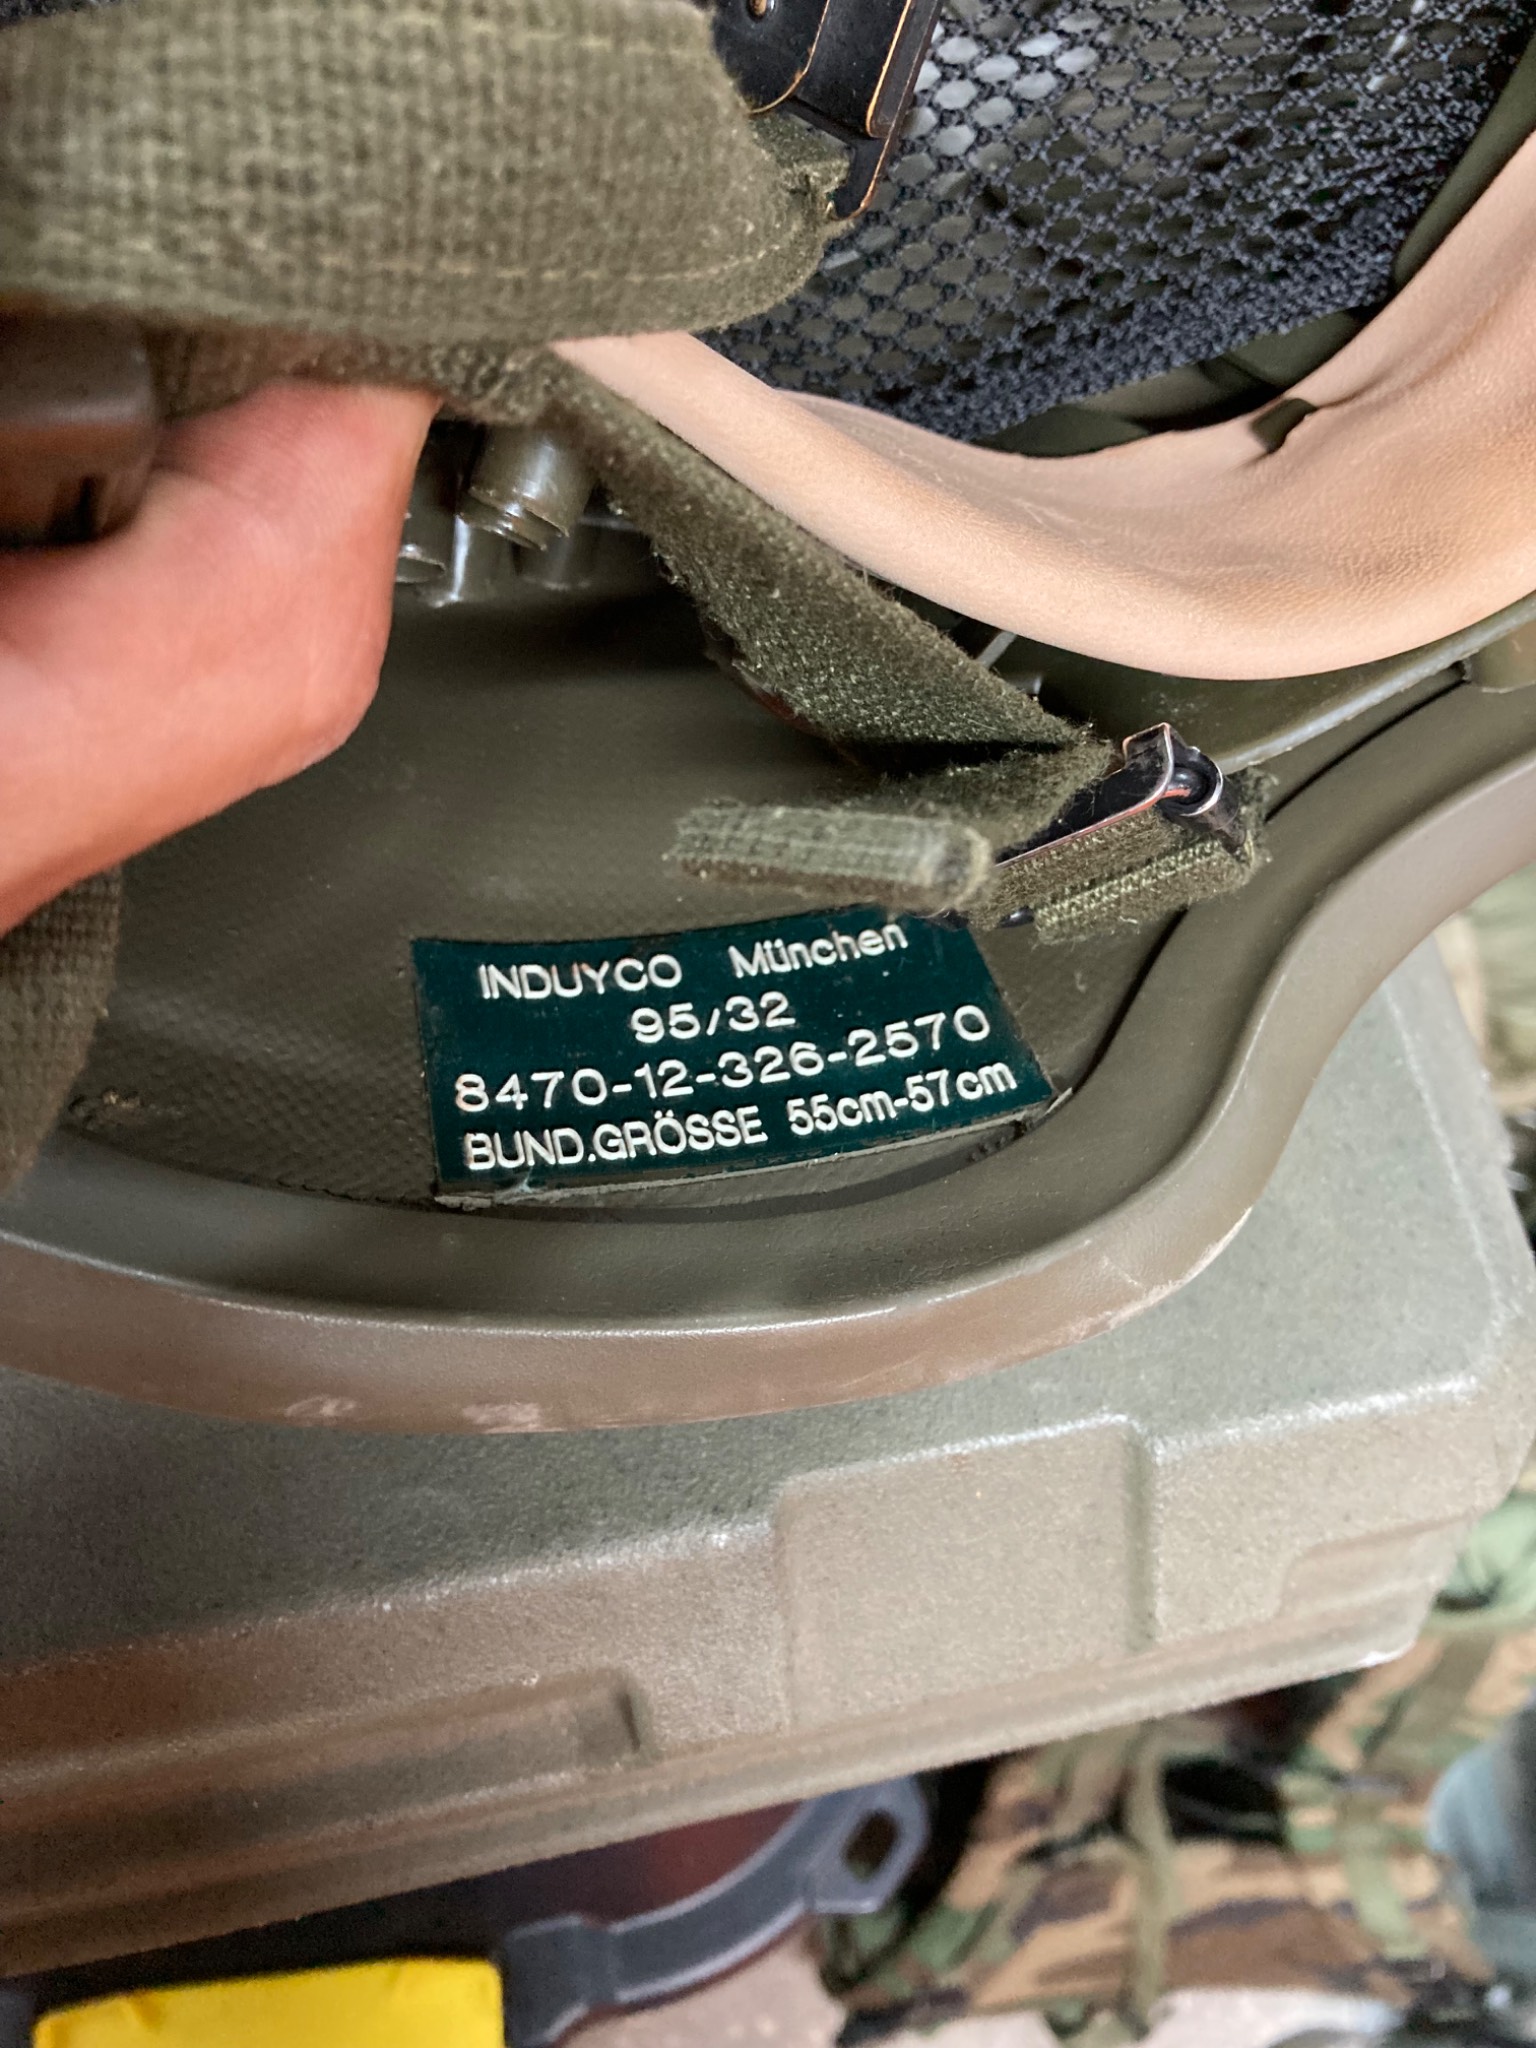 INDUYCO München
95/32
8470-12-326-2570
BUND.GRÖSSE 55cm-57cm